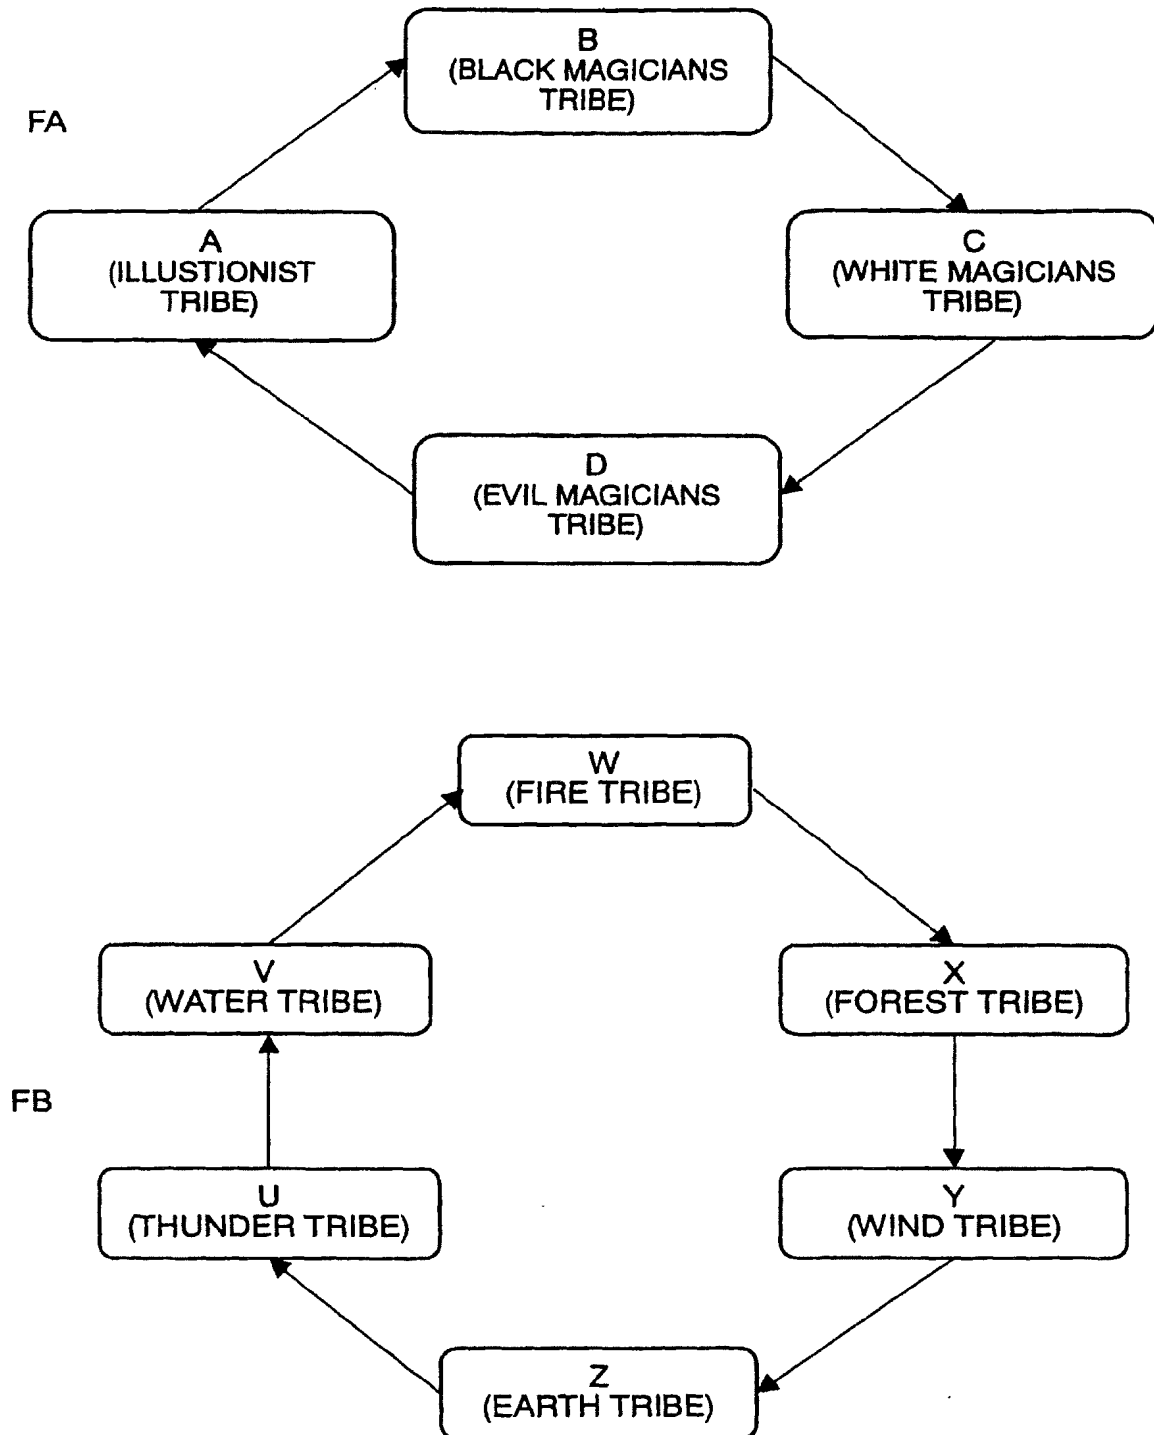 B
(BLACK MAGICIANS
TRIBE)
FA
A
(ILLUSTIONIST
TRIBE)
C
(WHITE MAGICIANS
TRIBE)
D
(EVIL MAGICIANS
TRIBE)
W
(FIRE TRIBE)
V
(WATER TRIBE)
X
(FOREST TRIBE)
FB
U
(THUNDER TRIBE)
Y
(WIND TRIBE)
Z
(EARTH TRIBE)